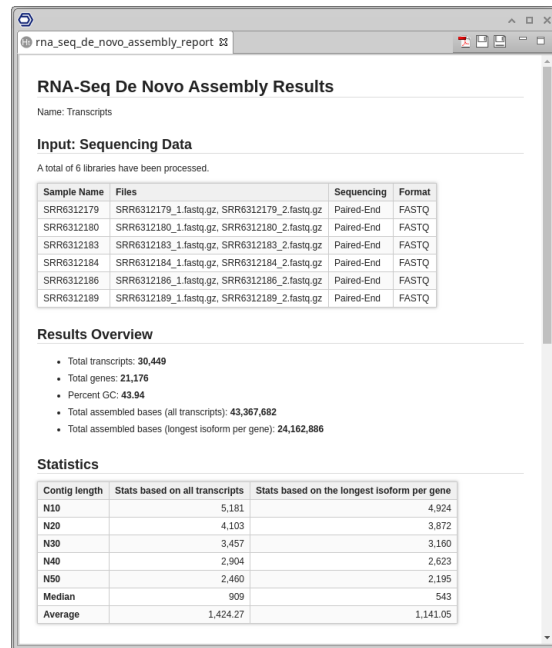 rna_seq_de_novo_assembly_report
RNA-Seq De Novo Assembly Results
Name: Transcripts
Input: Sequencing Data
A total of 6 libraries have been processed.
Sample Name Files Sequencing Format
SRR6312179 SRR6312179_1.fastq.gz, SRR6312179_2.fastq.gz Paired-End FASTQ
SRR6312180 SRR6312180_1.fastq.gz, SRR6312180_2.fastq.gz Paired-End FASTQ
SRR6312183 SRR6312183_1.fastq.gz, SRR6312183_2.fastq.gz Paired-End FASTQ
SRR6312184 SRR6312184_1.fastq.gz, SRR6312184_2.fastq.gz Paired-End FASTQ
SRR6312186 SRR6312186_1.fastq.gz, SRR6312186_2.fastq.gz Paired-End FASTQ
SRR6312189 SRR6312189_1.fastq.gz, SRR6312189_2.fastq.gz Paired-End FASTQ
Results Overview
• Total transcripts: 30,449
• Total genes: 21,176
• Percent GC: 43.94
• Total assembled bases (all transcripts): 43,367,682
• Total assembled bases (longest isoform per gene): 24,162,886
Statistics
Contig length Stats based on all transcripts Stats based on the longest isoform per gene
N10 5,181 4,924
N20 4,103 3,872
N30 3,457 3,160
N40 2,904 2,623
N50 2,460 2,195
Median 909 543
Average 1,424.27 1,141.05